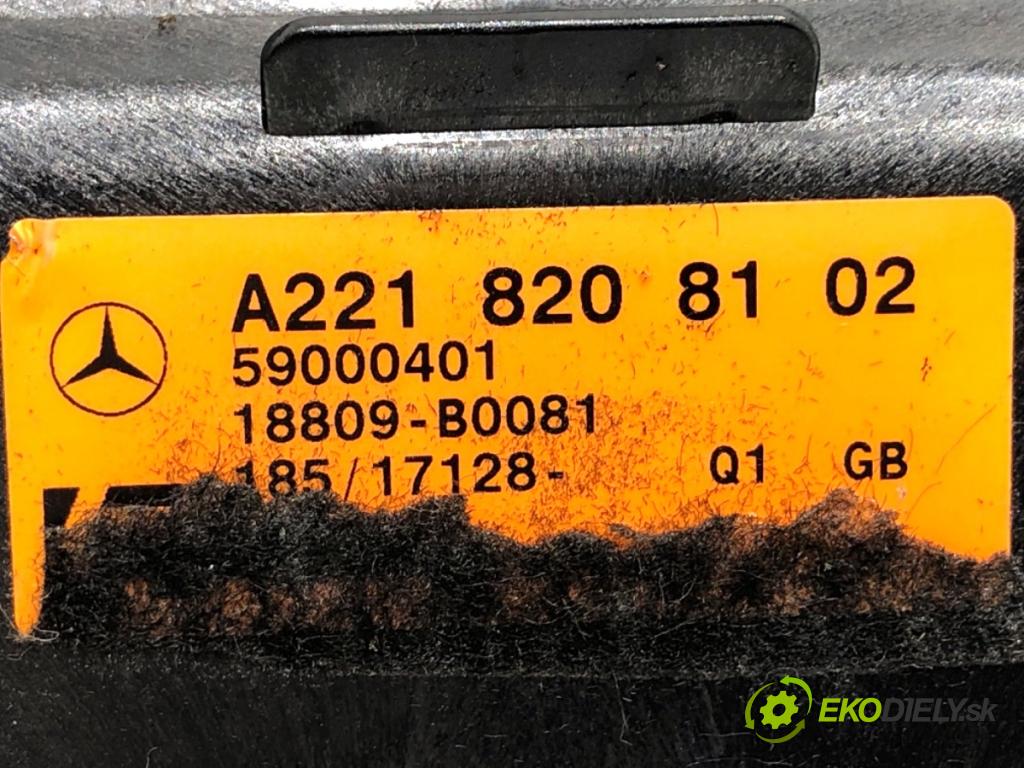 A221 820 81 02
59000401
18809-B0081
185/17128- Q1 GB
EKODIELY.sk